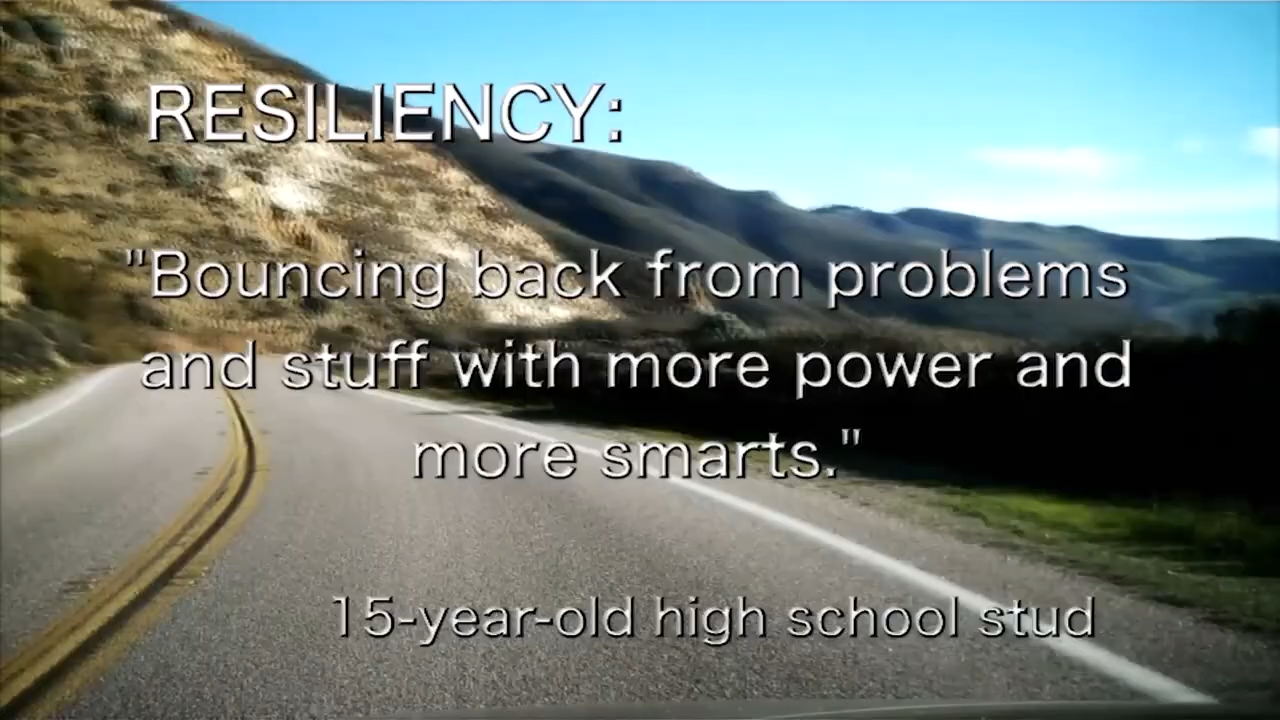 RESILIENCY:
"Bouncing back from problems
and stuff with more power and
more smarts."
15-year-old high school stud